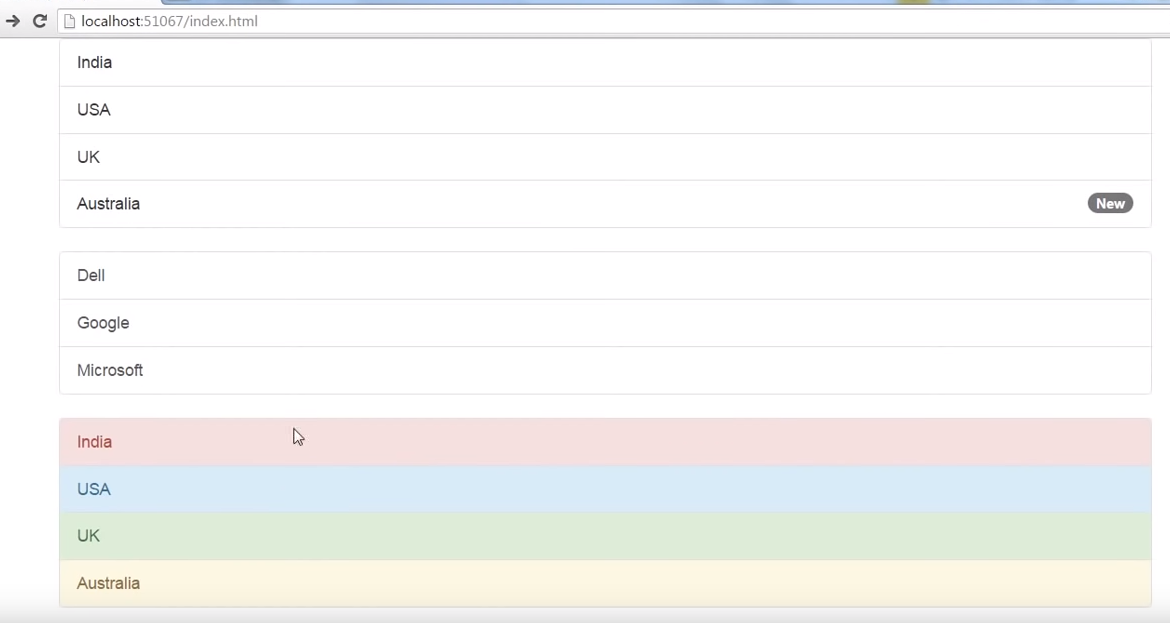 localhost:51067/index.html
India
USA
UK
Australia New
Dell
Google
Microsoft
India
USA
UK
Australia